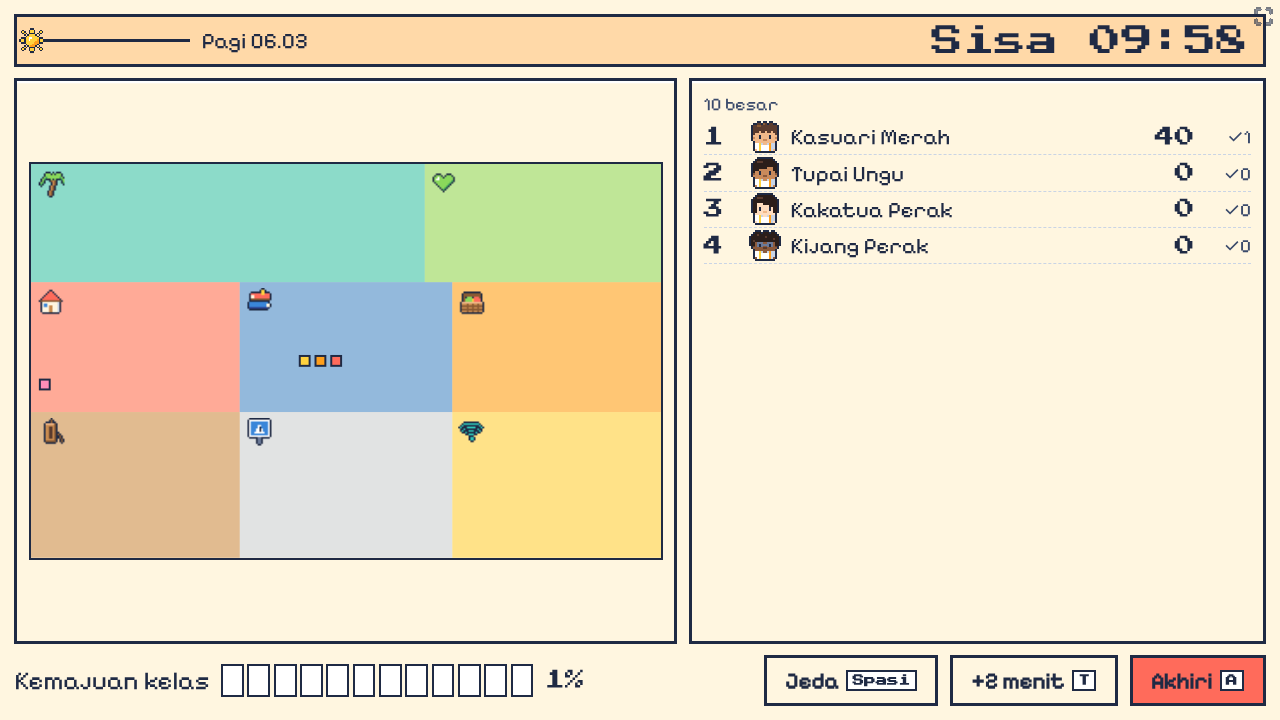 Pagi 06.03
Sisa 09:58
10 besar
1 Kasuari Merah 40 ✓1
2 Tupai Ungu 0 ✓0
3 Kakatua Perak 0 ✓0
4 Kijang Perak 0 ✓0
Kemajuan kelas 1%
Jeda Spasi
+2 menit T
Akhiri A